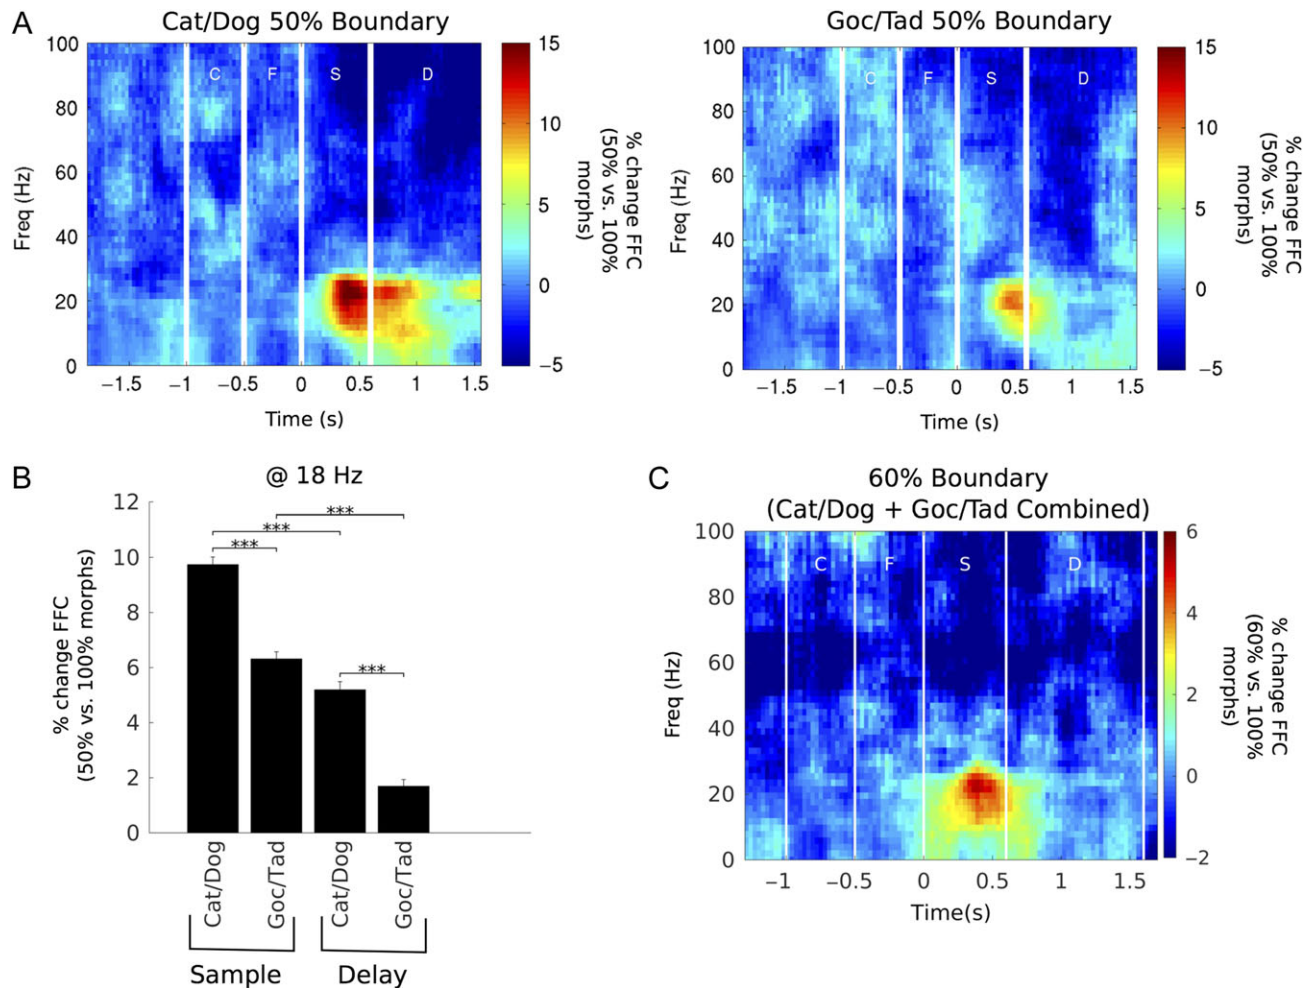 A
Cat/Dog 50% Boundary
Goc/Tad 50% Boundary
100
80
60
40
20
0
Freq (Hz)
C
F
S
D
−1.5
−1
−0.5
0
0.5
1
1.5
Time (s)
15
10
5
0
−5
% change FFC
(50% vs. 100%
morphs)
100
80
60
40
20
0
Freq (Hz)
C
F
S
D
−1.5
−1
−0.5
0
0.5
1
1.5
Time (s)
15
10
5
0
−5
% change FFC
(50% vs. 100%
morphs)
B
@ 18 Hz
12
10
8
6
4
2
0
% change FFC
(50% vs. 100% morphs)
***
***
***
***
Cat/Dog
Goc/Tad
Cat/Dog
Goc/Tad
Sample
Delay
C
60% Boundary
(Cat/Dog + Goc/Tad Combined)
100
80
60
40
20
0
Freq (Hz)
C
F
S
D
−1
−0.5
0
0.5
1
1.5
Time(s)
6
4
2
0
−2
% change FFC
(60% vs. 100%
morphs)